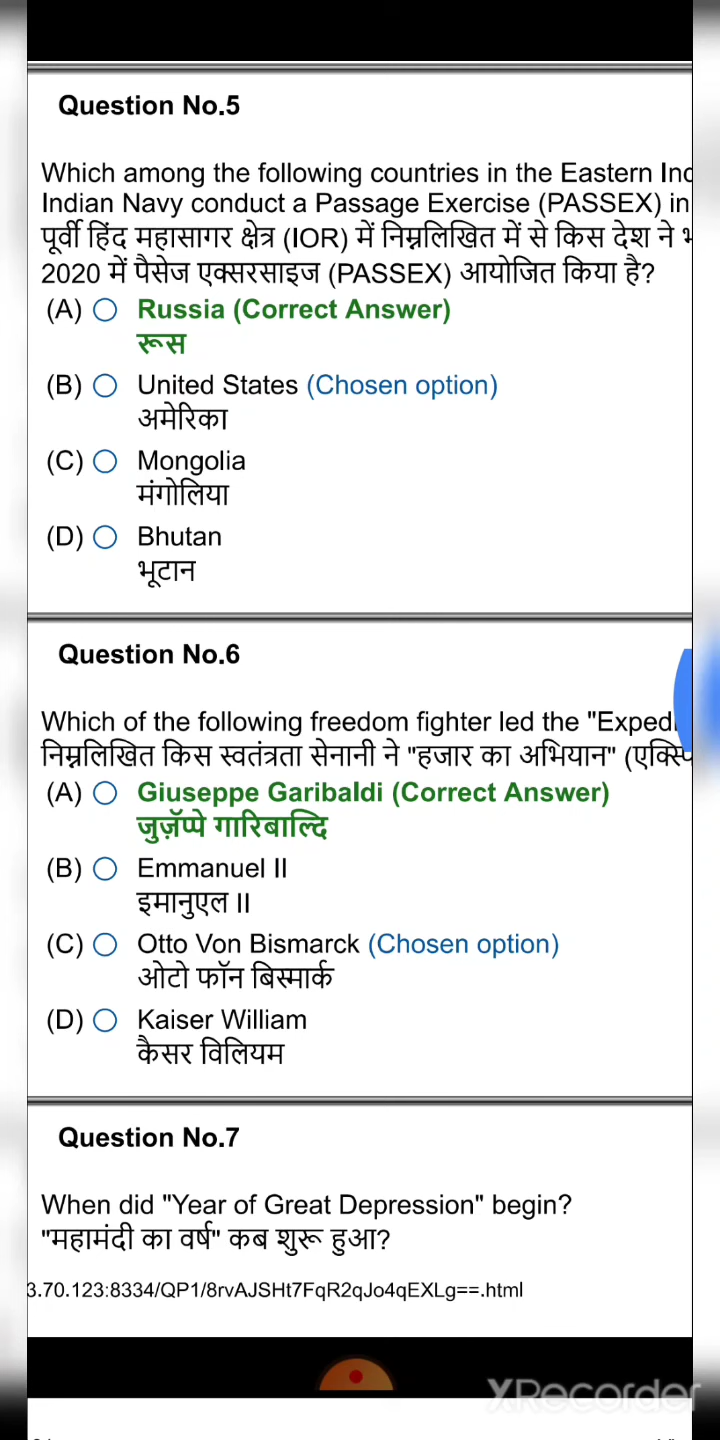 Question No.5
Which among the following countries in the Eastern Ind
Indian Navy conduct a Passage Exercise (PASSEX) in
पूर्वी हिंद महासागर क्षेत्र (IOR) में निम्नलिखित में से किस देश ने
2020 में पैसेज एक्सरसाइज (PASSEX) आयोजित किया है?
(A) Russia (Correct Answer)
रूस
(B) United States (Chosen option)
अमेरिका
(C) Mongolia
मंगोलिया
(D) Bhutan
भूटान
Question No.6
Which of the following freedom fighter led the "Expedi
निम्नलिखित किस स्वतंत्रता सेनानी ने "हजार का अभियान" (एक्स्पि
(A) Giuseppe Garibaldi (Correct Answer)
जुज़ॅप्पे गारिबाल्दि
(B) Emmanuel II
इमानुएल II
(C) Otto Von Bismarck (Chosen option)
ओटो फॉन बिस्मार्क
(D) Kaiser William
कैसर विलियम
Question No.7
When did "Year of Great Depression" begin?
"महामंदी का वर्ष" कब शुरू हुआ?
3.70.123:8334/QP1/8rvAJSHt7FqR2qJo4qEXLg==.html
XRecorder